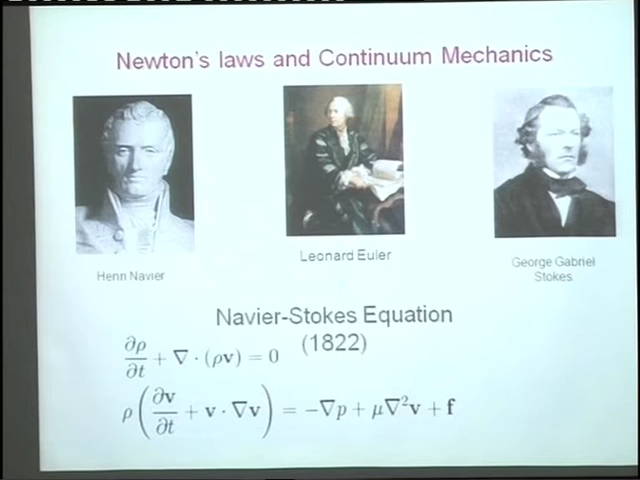 Newton's laws and Continuum Mechanics
Henri Navier
Leonard Euler
George Gabriel
Stokes
Navier-Stokes Equation
(1822)
∂ρ/∂t + ∇ · (ρv) = 0
ρ(∂v/∂t + v · ∇v) = −∇p + μ∇²v + f